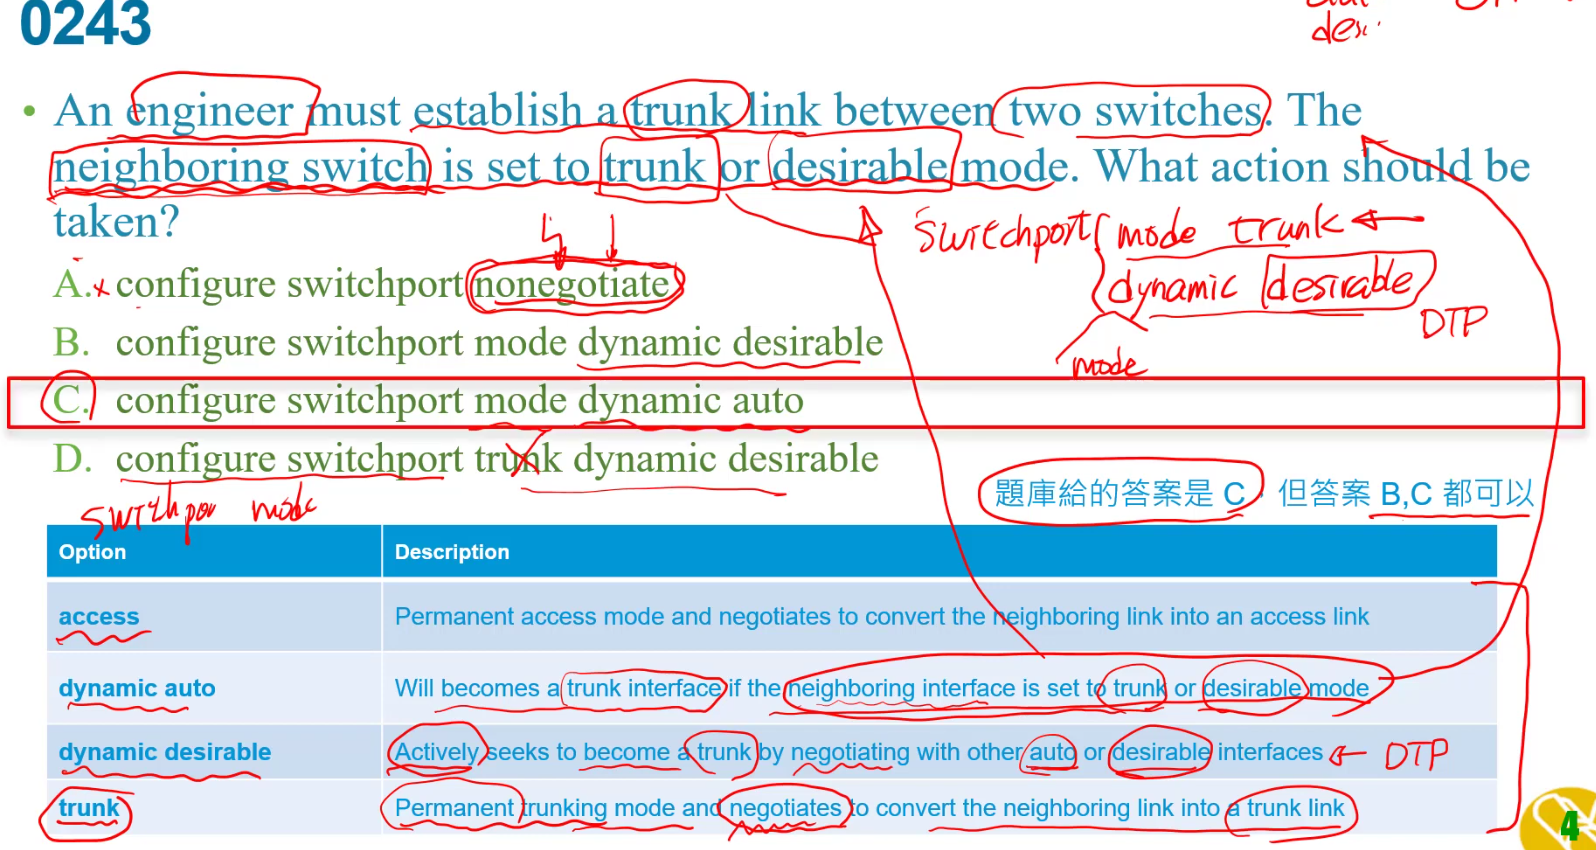 0243
des
• An engineer must establish a trunk link between two switches. The
neighboring switch is set to trunk or desirable mode. What action should be
taken?
switchport mode trunk
dynamic desirable
DTP
mode
A. x configure switchport nonegotiate
B. configure switchport mode dynamic desirable
C. configure switchport mode dynamic auto
D. configure switchport trunk dynamic desirable
題庫給的答案是 C，但答案 B,C 都可以
switchpor mode
Option Description
access Permanent access mode and negotiates to convert the neighboring link into an access link
dynamic auto Will becomes a trunk interface if the neighboring interface is set to trunk or desirable mode
dynamic desirable Actively seeks to become a trunk by negotiating with other auto or desirable interfaces DTP
trunk Permanent trunking mode and negotiates to convert the neighboring link into a trunk link
4